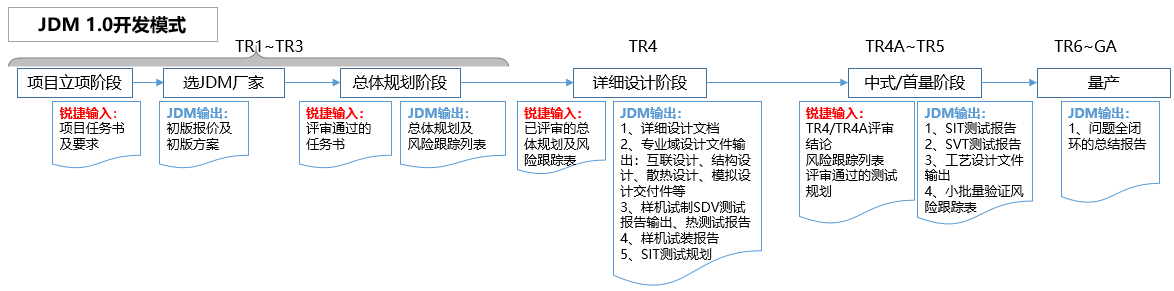 JDM 1.0开发模式
TR1~TR3
TR4
TR4A~TR5
TR6~GA
项目立项阶段
选JDM厂家
总体规划阶段
详细设计阶段
中式/首量阶段
量产
锐捷输入：
项目任务书
及要求
JDM输出：
初版报价及
初版方案
锐捷输入：
评审通过的
任务书
JDM输出：
总体规划及
风险跟踪列表
锐捷输入：
已评审的总
体规划及风
险跟踪表
JDM输出：
1、详细设计文档
2、专业域设计文件输
出：互联设计、结构设
计、散热设计、模拟设
计交付件等
3、样机试制SDV测试
报告输出、热测试报告
4、样机试装报告
5、SIT测试规划
锐捷输入：
TR4/TR4A评审
结论
风险跟踪列表
评审通过的测试
规划
JDM输出：
1、SIT测试报告
2、SVT测试报告
3、工艺设计文件
输出
4、小批量验证风
险跟踪表
JDM输出：
1、问题全闭
环的总结报告